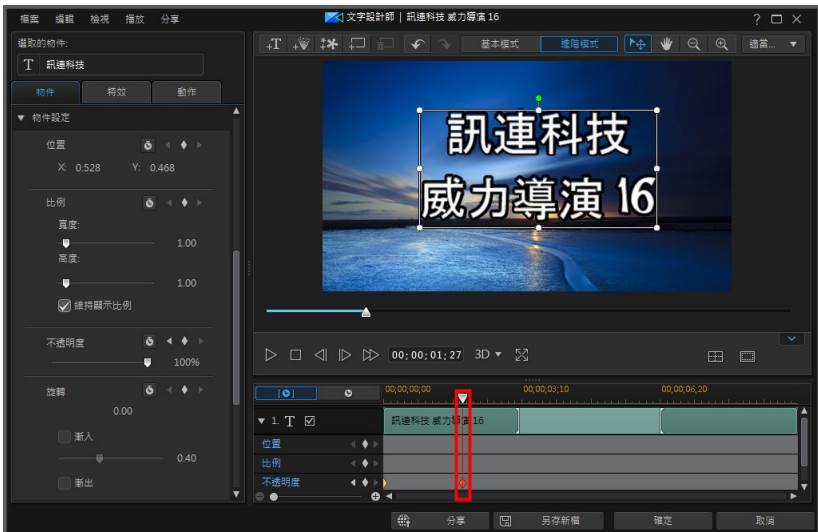 檔案 編輯 檢視 播放 分享
文字設計師 | 訊連科技 威力導演 16
選取的物件:
T 訊連科技
物件 特效 動作
物件設定
位置
X: 0.528 Y: 0.468
比例
寬度:
1.00
高度:
1.00
維持顯示比例
不透明度
100%
旋轉
0.00
漸入
0.40
漸出
基本模式 進階模式 適當...
訊連科技
威力導演 16
00;00;01;27 3D
00;00;00;00 00;00;03;10 00;00;06;20
1. T 訊連科技 威力導演 16
位置
比例
不透明度
分享 另存新檔 確定 取消